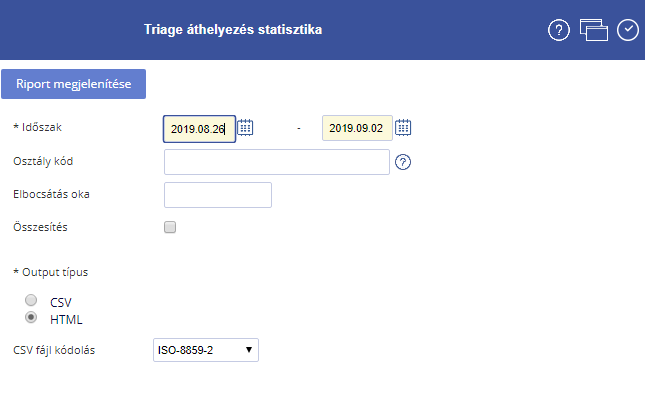 Triage áthelyezés statisztika
?
Riport megjelenítése
* Időszak 2019.08.26 - 2019.09.02
Osztály kód ?
Elbocsátás oka
Összesítés
* Output típus
CSV
HTML
CSV fájl kódolás ISO-8859-2